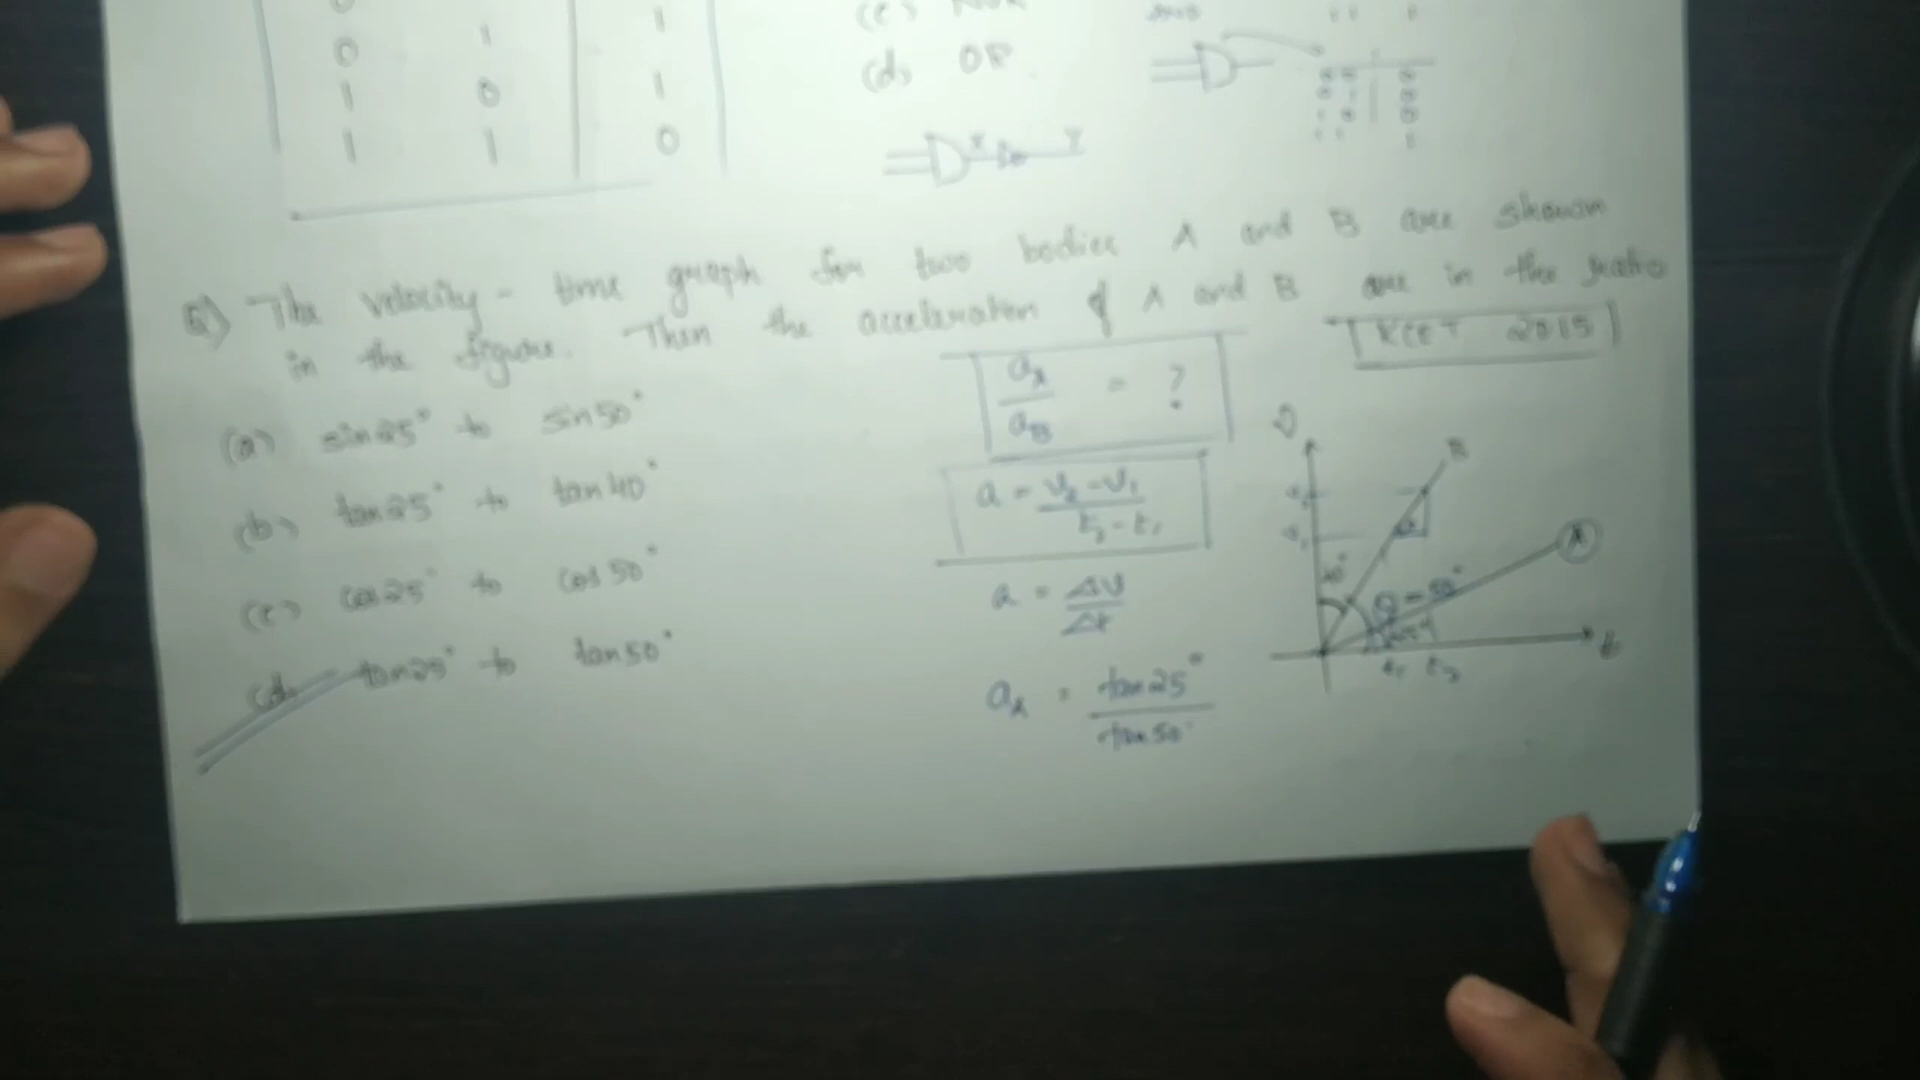 0 1 1
1 0 1
1 1 0
(d) OR
X Y
Q) The velocity - time graph for two bodies A and B are shown
in the figure. Then the acceleration of A and B are in the ratio
KCET 2015
(a) sin25° to sin50°
(b) tan25° to tan40°
(c) cos25° to cos50°
(d) tan25° to tan50°
aA / aB = ?
a = V₂ - V₁ / t₂ - t₁
a = ΔV / Δt
aA = tan25° / tan50°
B
A
θ = 50°
t₁ t₂
t